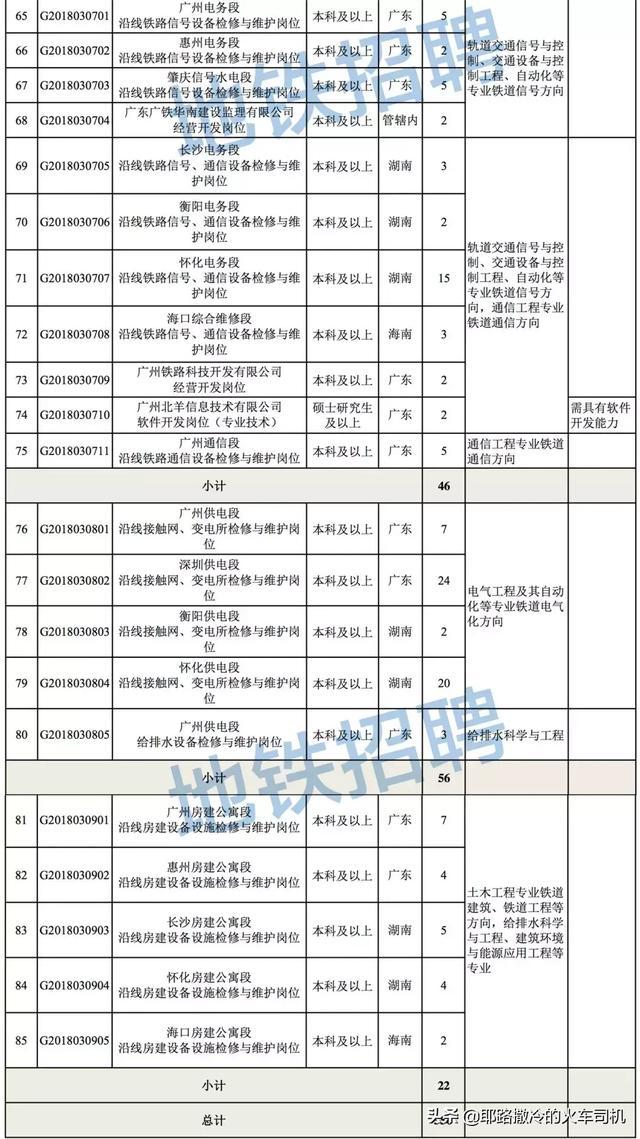 65 G2018030701 广州电务段 本科及以上 广东 5
沿线铁路信号设备检修与维护岗位
66 G2018030702 惠州电务段 本科及以上 广东 2
沿线铁路信号设备检修与维护岗位
67 G2018030703 肇庆信号水电段 本科及以上 广东 5
沿线铁路信号设备检修与维护岗位
68 G2018030704 广东广铁华南建设监理有限公司 本科及以上 管辖内 2
经营开发岗位
轨道交通信号与控
制、交通设备与
控制工程、自动化等
专业铁道信号方向
69 G2018030705 长沙电务段 本科及以上 湖南 3
沿线铁路信号、通信设备检修与维
护岗位
70 G2018030706 衡阳电务段 本科及以上 湖南 2
沿线铁路信号、通信设备检修与维
护岗位
71 G2018030707 怀化电务段 本科及以上 湖南 15
沿线铁路信号、通信设备检修与维
护岗位
72 G2018030708 海口综合维修段 本科及以上 海南 3
沿线铁路信号、通信设备检修与维
护岗位
73 G2018030709 广州铁路科技开发有限公司 本科及以上 广东 2
经营开发岗位
74 G2018030710 广州北羊信息技术有限公司 硕士研究生 广东 2 需具有软件
软件开发岗位（专业技术） 及以上 开发能力
轨道交通信号与控
制、交通设备与控
制工程、自动化等
专业铁道信号方
向，通信工程专业
铁道通信方向
75 G2018030711 广州通信段 本科及以上 广东 5 通信工程专业铁道
沿线铁路通信设备检修与维护岗位 通信方向
小计 46
76 G2018030801 广州供电段 本科及以上 广东 7
沿线接触网、变电所检修与维护岗
位
77 G2018030802 深圳供电段 本科及以上 广东 24
沿线接触网、变电所检修与维护岗
位
78 G2018030803 衡阳供电段 本科及以上 湖南 2
沿线接触网、变电所检修与维护岗
位
79 G2018030804 怀化供电段 本科及以上 湖南 20
沿线接触网、变电所检修与维护岗
位
电气工程及其自动
化等专业铁道电气
化方向
80 G2018030805 广州供电段 本科及以上 广东 3 给排水科学与工程
给排水设备检修与维护岗位
小计 56
81 G2018030901 广州房建公寓段 本科及以上 广东 7
沿线房建设备设施检修与维护岗位
82 G2018030902 惠州房建公寓段 本科及以上 广东 4
沿线房建设备设施检修与维护岗位
83 G2018030903 长沙房建公寓段 本科及以上 湖南 5
沿线房建设备设施检修与维护岗位
84 G2018030904 怀化房建公寓段 本科及以上 湖南 4
沿线房建设备设施检修与维护岗位
85 G2018030905 海口房建公寓段 本科及以上 海南 2
沿线房建设备设施检修与维护岗位
土木工程专业铁道
建筑、铁道工程等
方向，给排水科学
与工程、建筑环境
与能源应用工程等
专业
小计 22
总计
地铁招聘
地铁招聘
头条 @耶路撒冷的火车司机